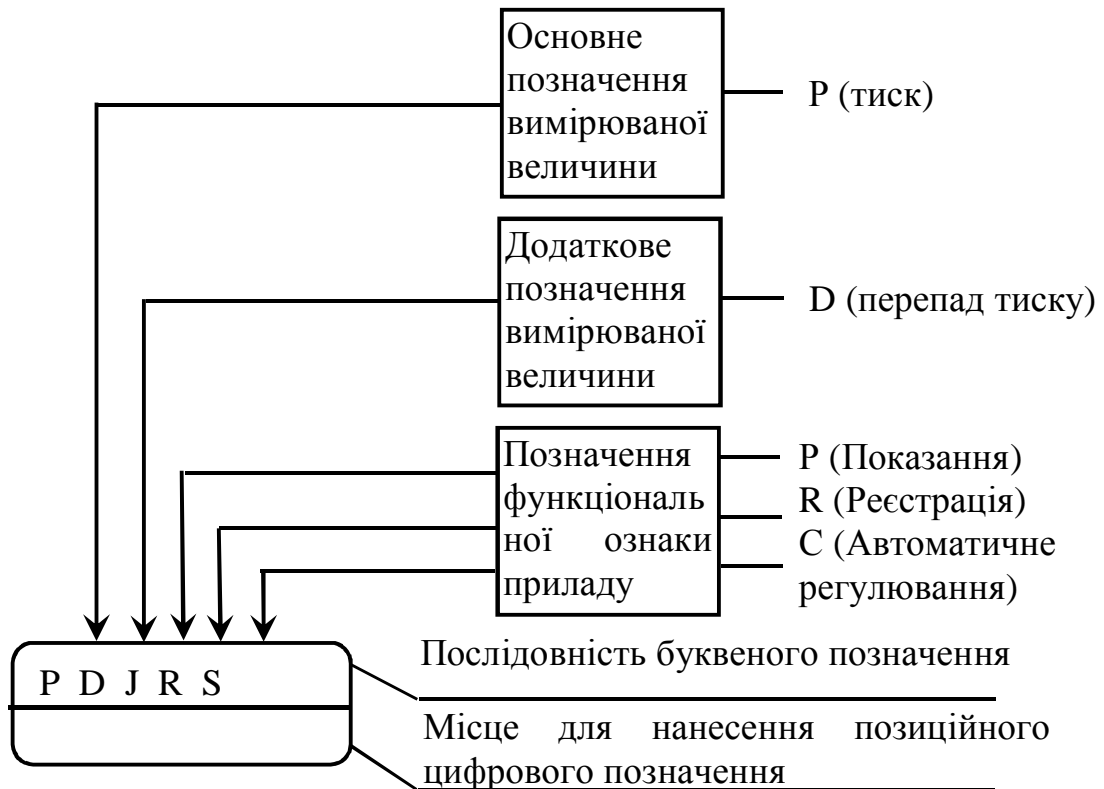 Основне
позначення
вимірюваної
величини
P (тиск)
Додаткове
позначення
вимірюваної
величини
D (перепад тиску)
Позначення
функціональ
ної ознаки
приладу
P (Показання)
R (Реєстрація)
C (Автоматичне
регулювання)
P D J R S
Послідовність буквеного позначення
Місце для нанесення позиційного
цифрового позначення